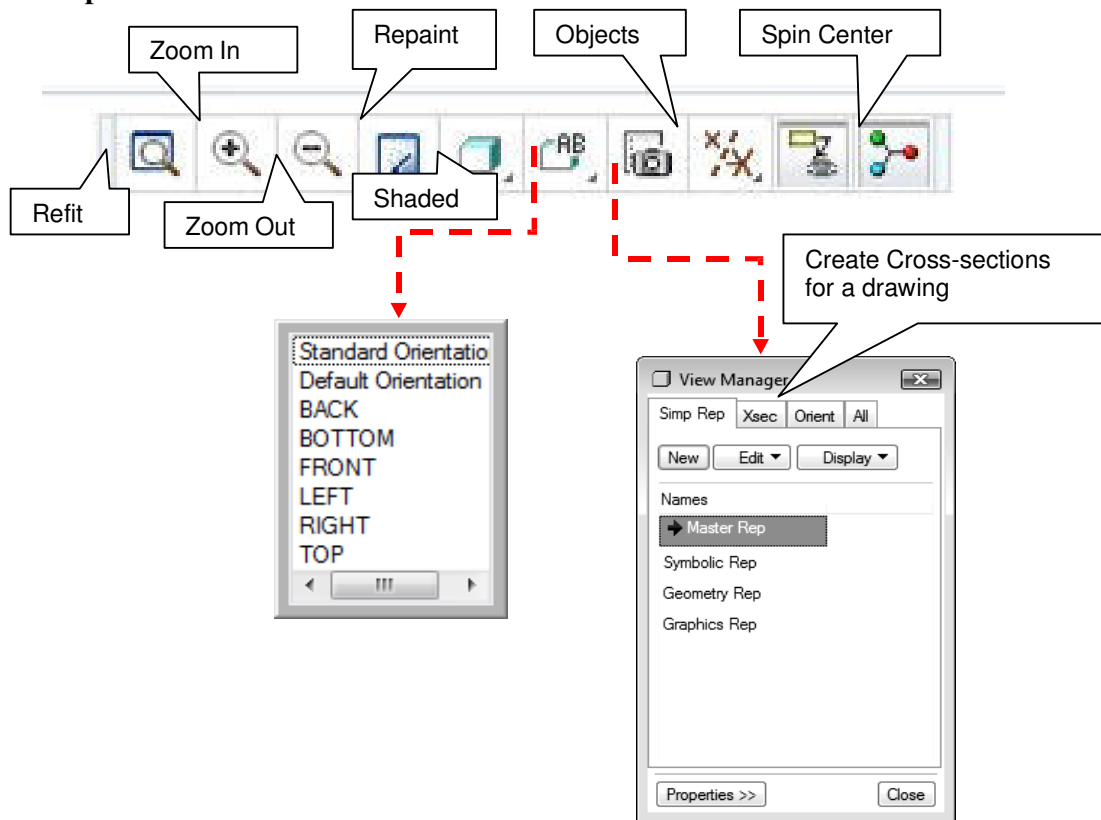 Zoom In
Repaint
Objects
Spin Center
AB
Refit
Zoom Out
Shaded
Create Cross-sections
for a drawing
Standard Orientatio
Default Orientation
BACK
BOTTOM
FRONT
LEFT
RIGHT
TOP
View Manager
Simp Rep Xsec Orient All
New Edit Display
Names
Master Rep
Symbolic Rep
Geometry Rep
Graphics Rep
Properties >> Close